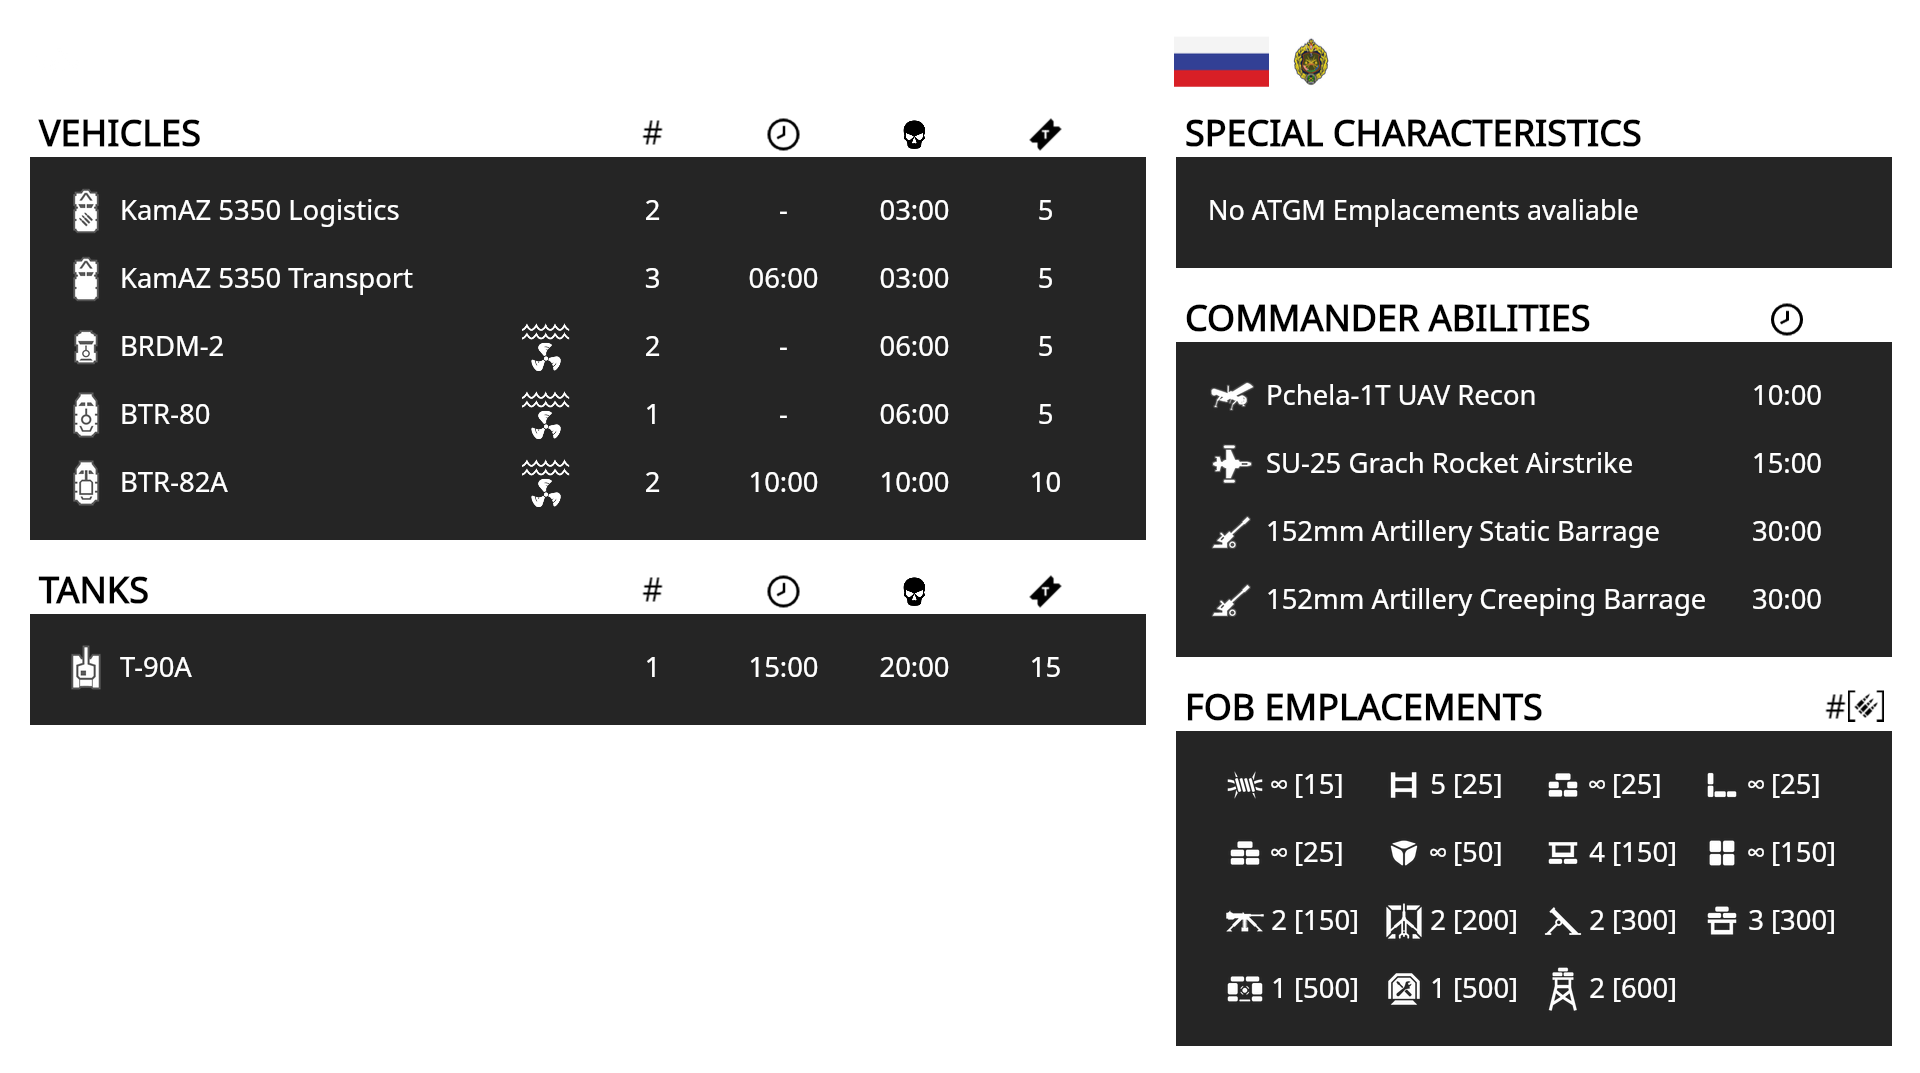 VEHICLES #
KamAZ 5350 Logistics 2 - 03:00 5
KamAZ 5350 Transport 3 06:00 03:00 5
BRDM-2 2 - 06:00 5
BTR-80 1 - 06:00 5
BTR-82A 2 10:00 10:00 10
TANKS #
T-90A 1 15:00 20:00 15
SPECIAL CHARACTERISTICS
No ATGM Emplacements avaliable
COMMANDER ABILITIES
Pchela-1T UAV Recon 10:00
SU-25 Grach Rocket Airstrike 15:00
152mm Artillery Static Barrage 30:00
152mm Artillery Creeping Barrage 30:00
FOB EMPLACEMENTS #[]
∞ [15] 5 [25] ∞ [25] ∞ [25]
∞ [25] ∞ [50] 4 [150] ∞ [150]
2 [150] 2 [200] 2 [300] 3 [300]
1 [500] 1 [500] 2 [600]